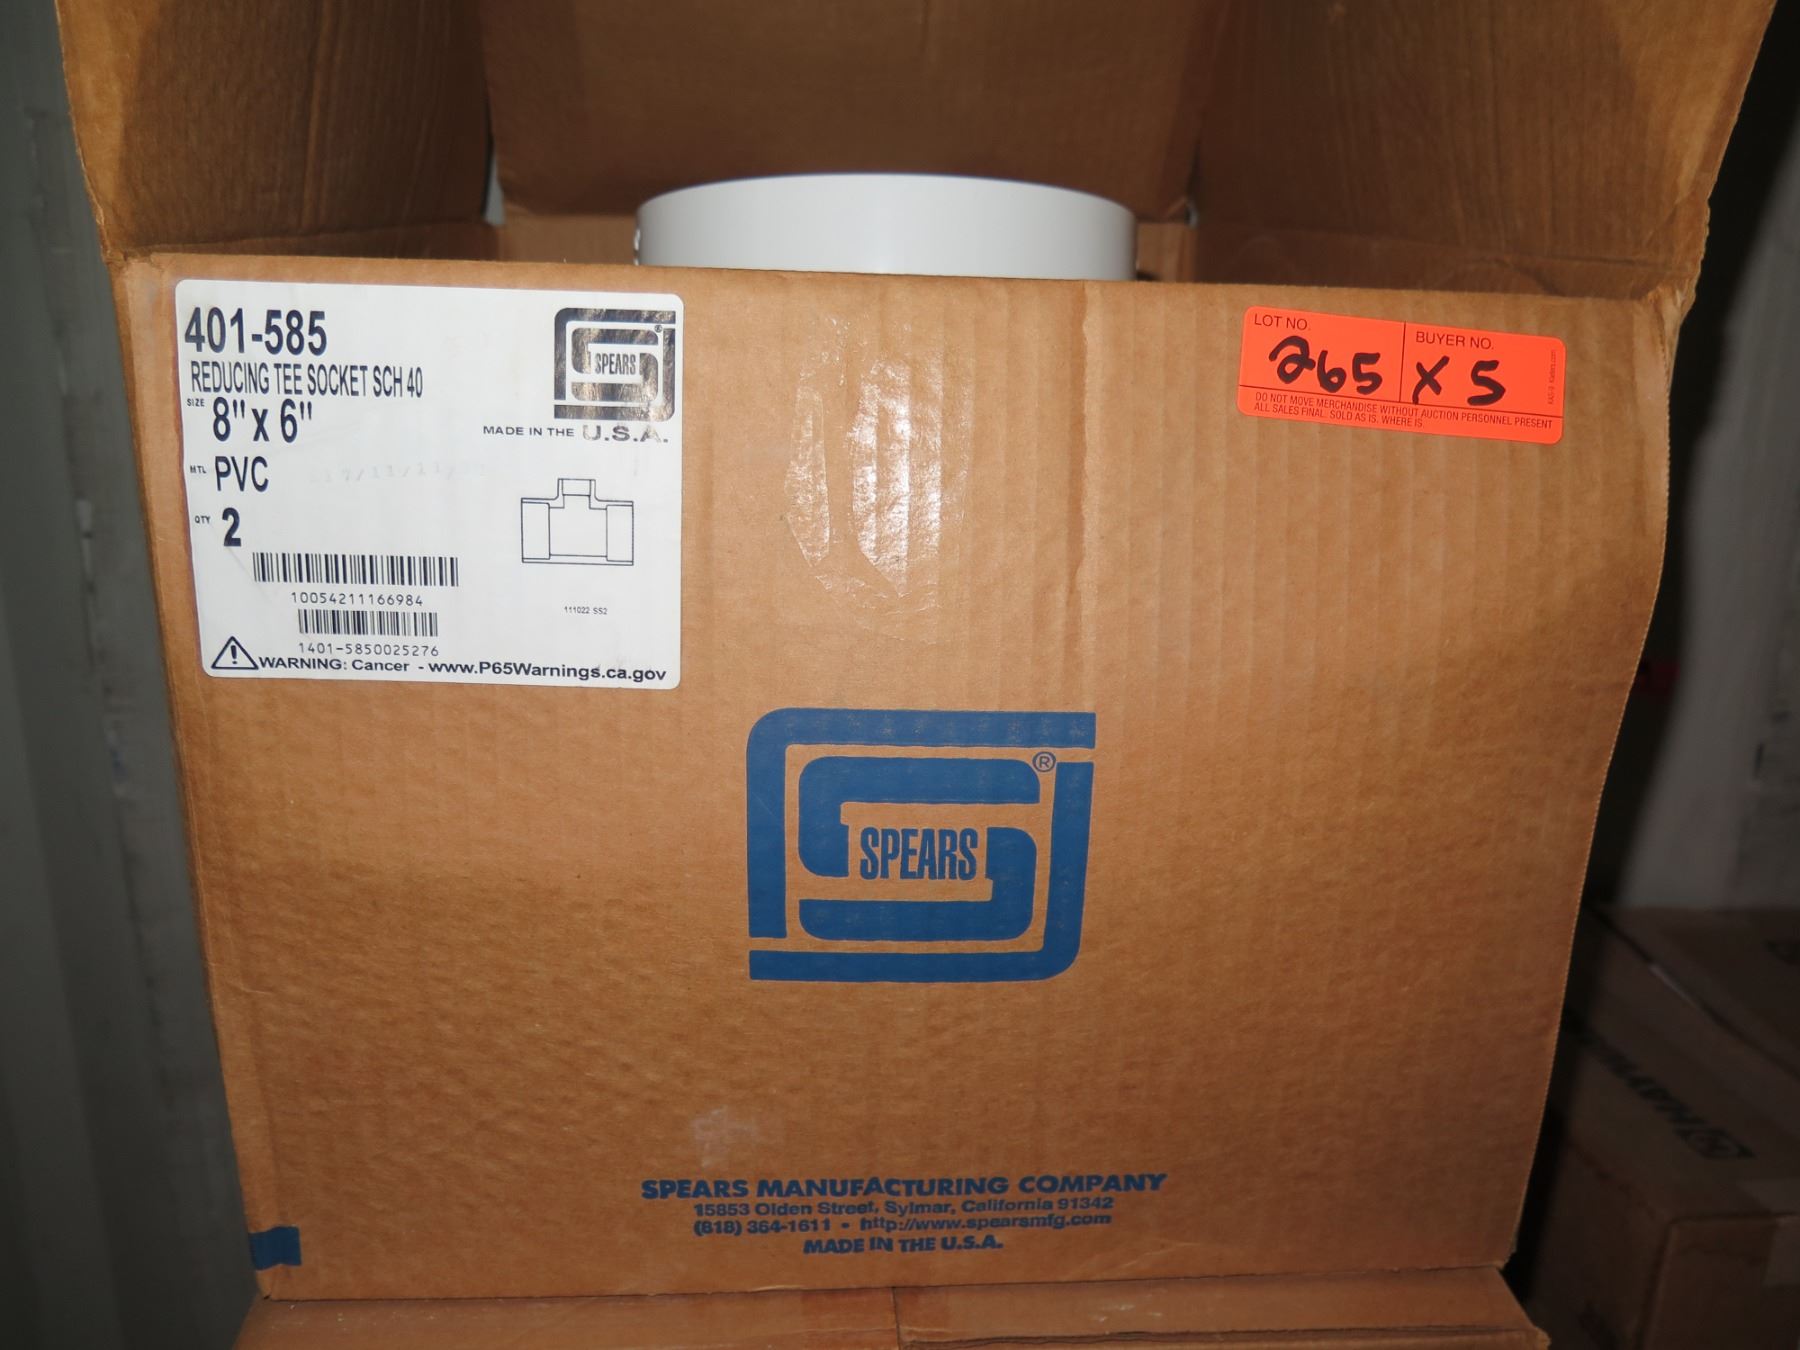 401-585
REDUCING TEE SOCKET SCH 40
SIZE 8" x 6"
MTL PVC
QTY 2
SPEARS®
MADE IN THE U.S.A.
10054211166984
111022 SS2
1401-5850025276
WARNING: Cancer - www.P65Warnings.ca.gov
LOT NO. 265
BUYER NO. X 5
DO NOT MOVE MERCHANDISE WITHOUT AUCTION PERSONNEL PRESENT
ALL SALES FINAL. SOLD AS IS. WHERE IS.
SPEARS
®
SPEARS MANUFACTURING COMPANY
15853 Olden Street, Sylmar, California 91342
(818) 364-1611 • http://www.spearsmfg.com
MADE IN THE U.S.A.
HAYWARD